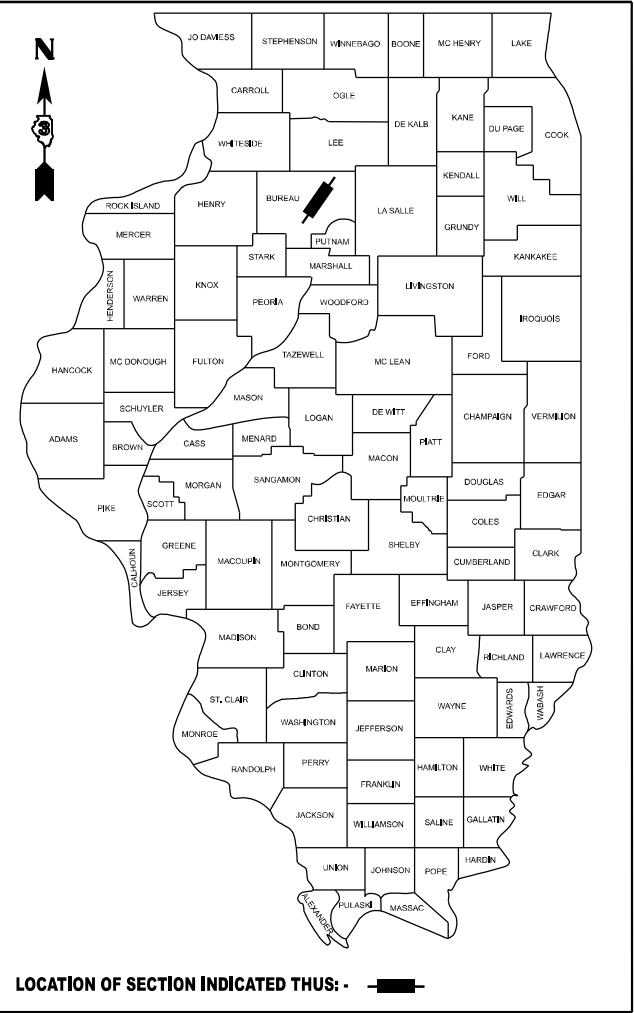 JO DAVIESS STEPHENSON WINNEBAGO BOONE MC HENRY LAKE
N
CARROLL OGLE
DE KALB KANE DU PAGE COOK
WHITESIDE LEE
KENDALL
ROCK ISLAND HENRY BUREAU LA SALLE WILL
MERCER PUTNAM GRUNDY
STARK MARSHALL KANKAKEE
HENDERSON WARREN KNOX PEORIA WOODFORD LIVINGSTON IROQUOIS
HANCOCK MC DONOUGH FULTON TAZEWELL MC LEAN FORD
SCHUYLER MASON LOGAN DE WITT CHAMPAIGN VERMILION
ADAMS BROWN CASS MENARD MACON PIATT
PIKE SCOTT MORGAN SANGAMON CHRISTIAN MOULTRIE DOUGLAS EDGAR
COLES
CALHOUN GREENE MACOUPIN MONTGOMERY SHELBY CUMBERLAND CLARK
JERSEY FAYETTE EFFINGHAM JASPER CRAWFORD
MADISON BOND CLAY RICHLAND LAWRENCE
CLINTON MARION
ST. CLAIR WASHINGTON WAYNE EDWARDS WABASH
MONROE JEFFERSON
RANDOLPH PERRY HAMILTON WHITE
FRANKLIN
JACKSON WILLIAMSON SALINE GALLATIN
UNION JOHNSON POPE HARDIN
ALEXANDER PULASKI MASSAC
LOCATION OF SECTION INDICATED THUS: -